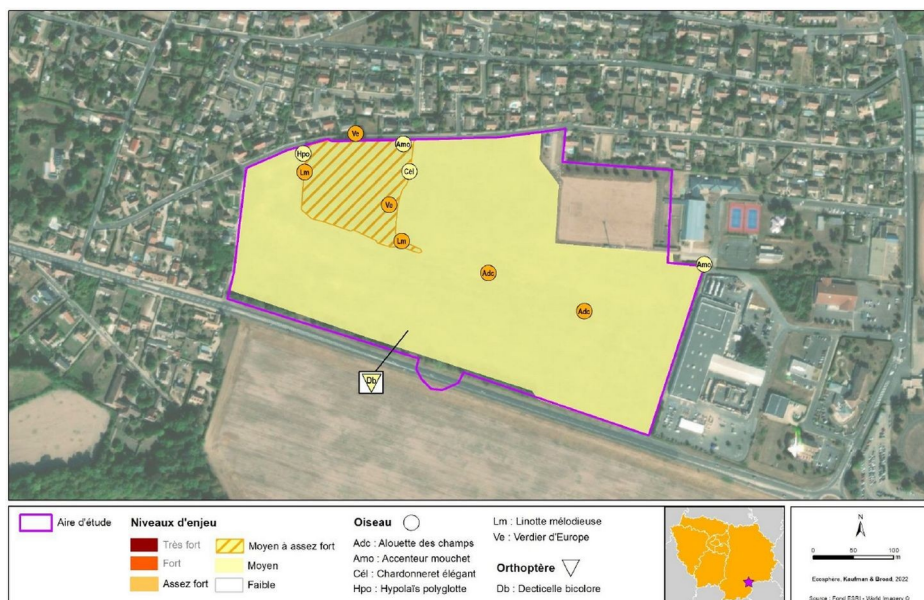 Ve
Amo
Hpo
Lm
Cél
Ve
Lm
Adc
Amo
Adc
Db
Aire d'étude
Niveaux d'enjeu
Très fort
Fort
Assez fort
Moyen à assez fort
Moyen
Faible
Oiseau
Adc : Alouette des champs
Amo : Accenteur mouchet
Cél : Chardonneret élégant
Hpo : Hypolaïs polyglotte
Lm : Linotte mélodieuse
Ve : Verdier d'Europe
Orthoptère
Db : Decticelle bicolore
N
0 50 100
m
Ecosphère, Kaufman & Broad, 2022
Source : Fond ESRI - World Imagery ©